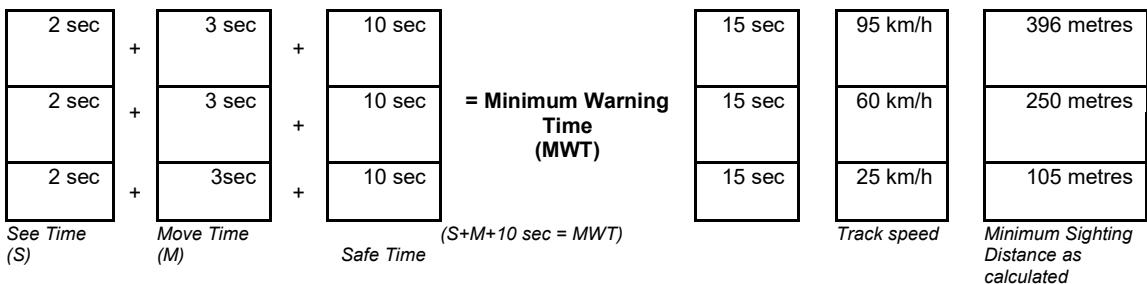 2 sec + 3 sec + 10 sec 15 sec 95 km/h 396 metres
2 sec + 3 sec + 10 sec = Minimum Warning 15 sec 60 km/h 250 metres
Time
(MWT)
2 sec + 3sec + 10 sec 15 sec 25 km/h 105 metres
See Time Move Time (S+M+10 sec = MWT) Track speed Minimum Sighting
(S) (M) Safe Time Distance as
calculated